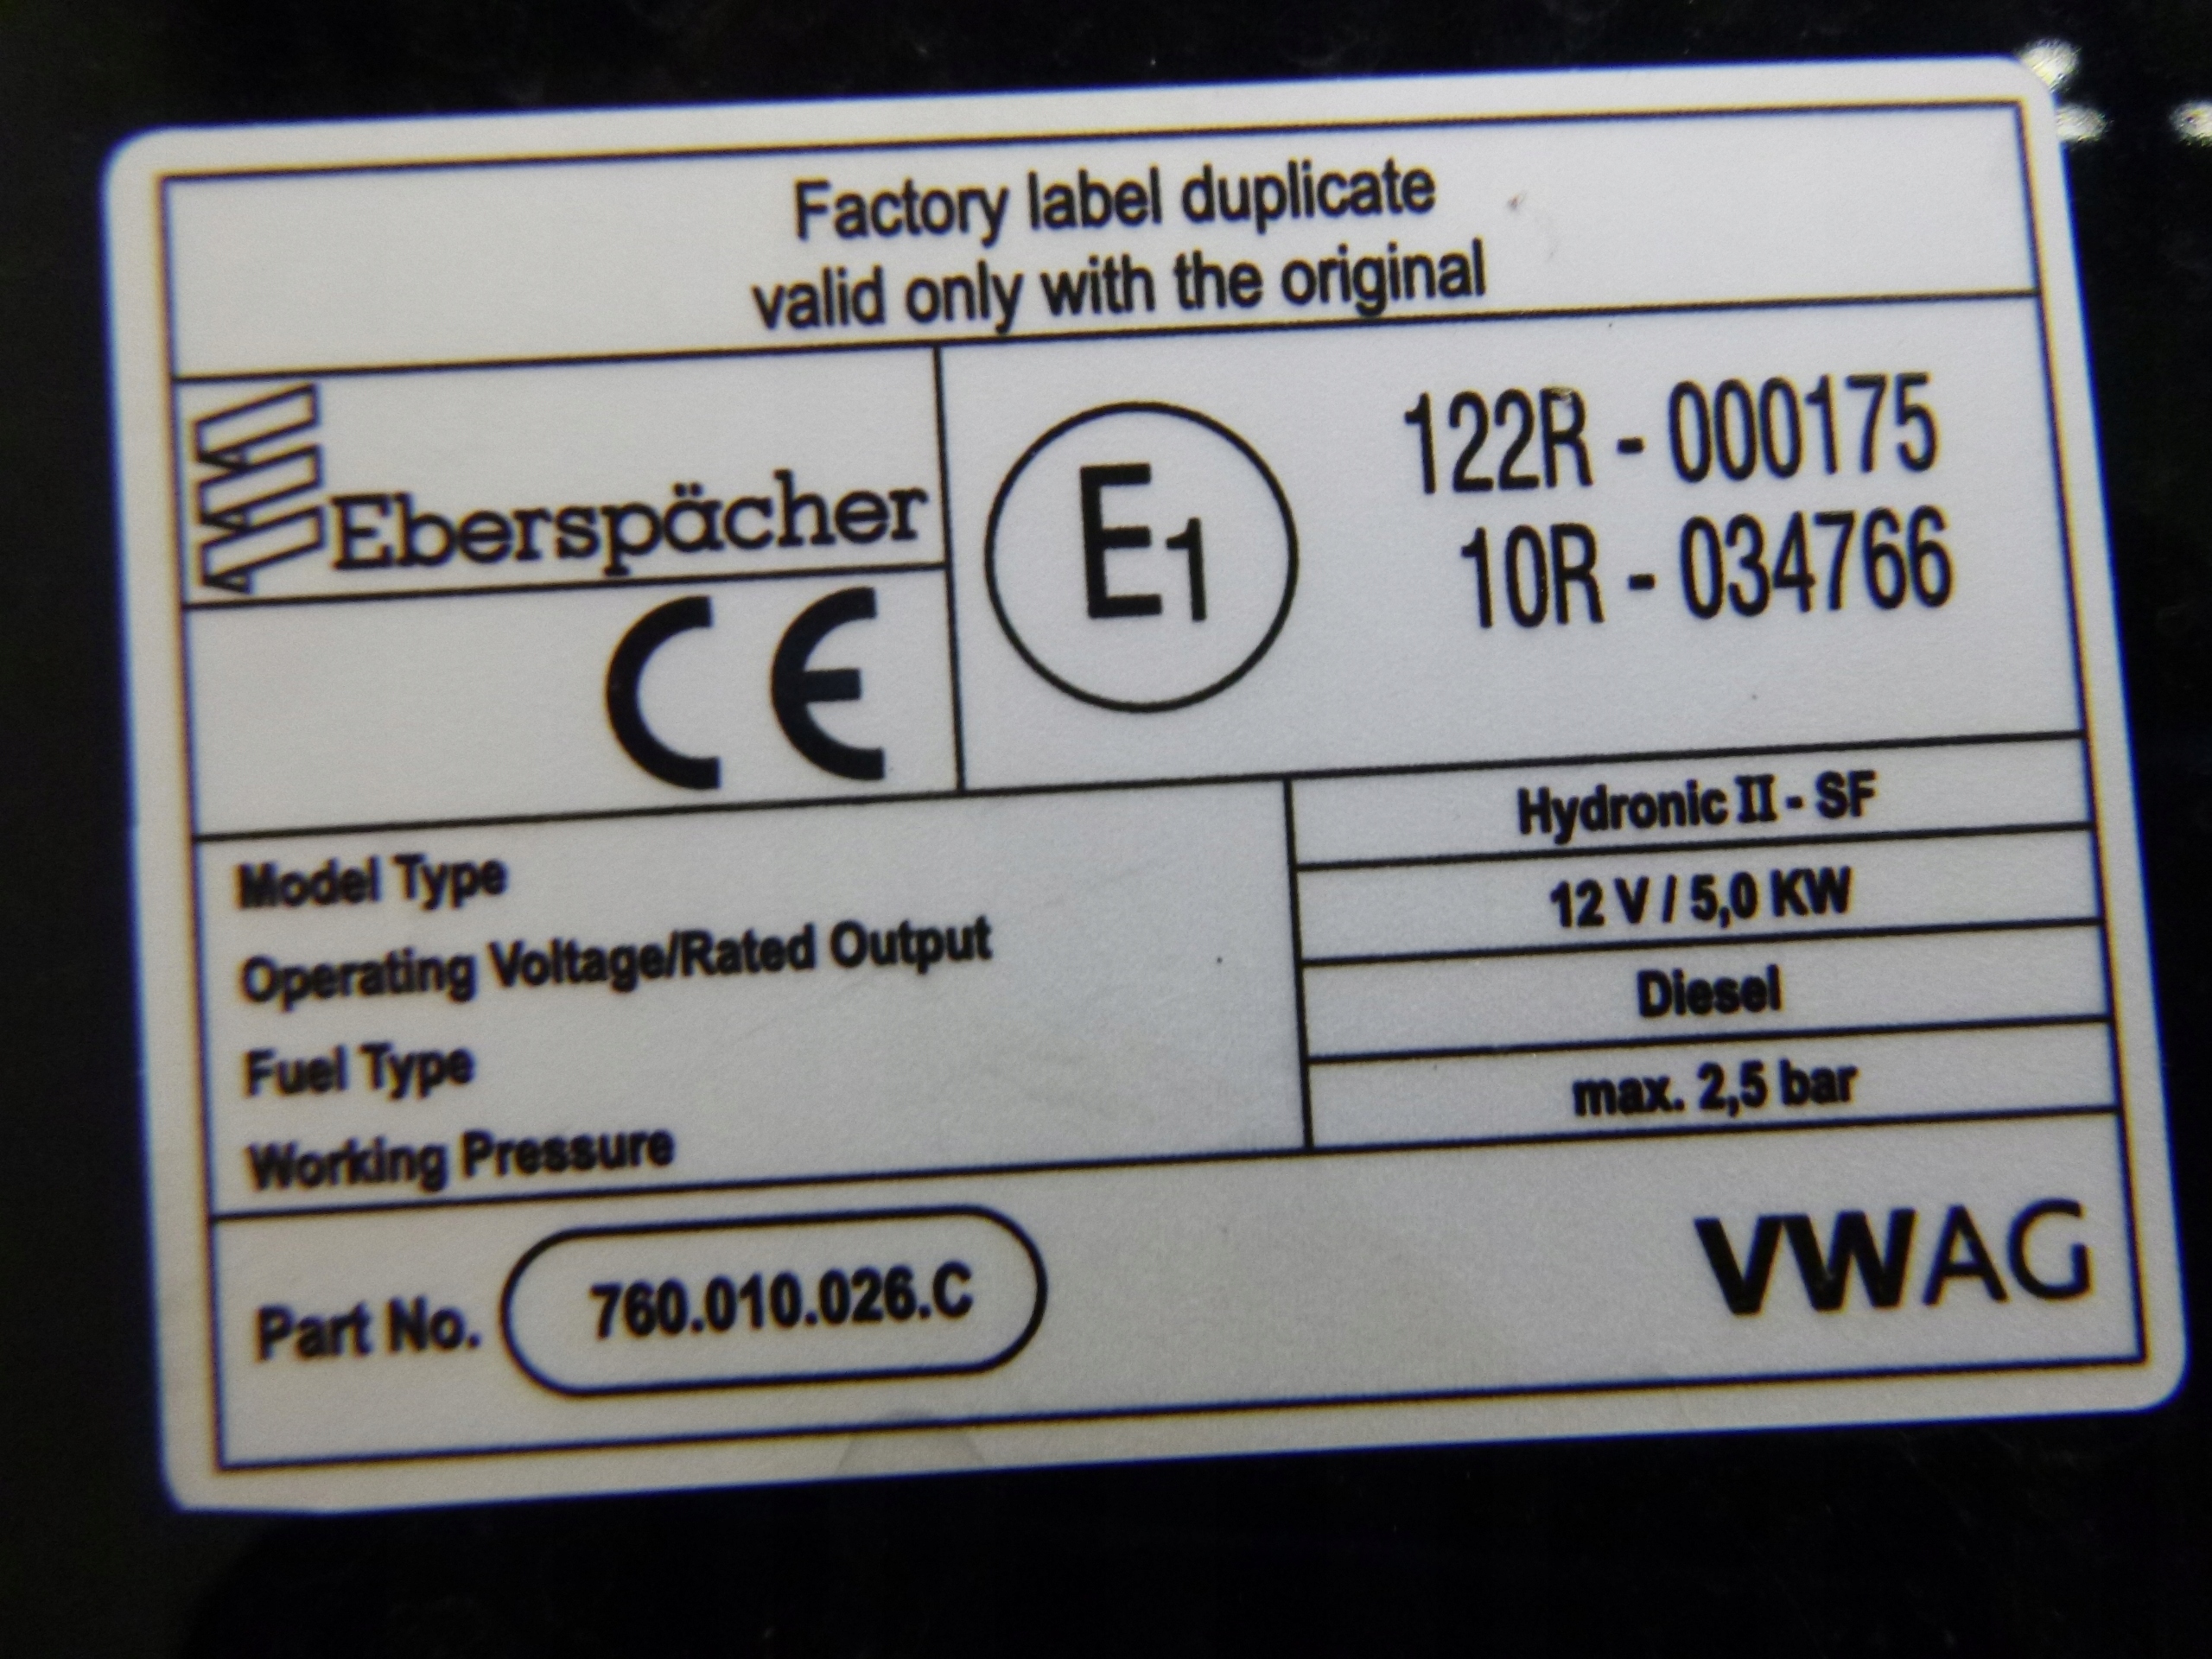 Factory label duplicate
valid only with the original
Eberspächer
CE
E1
122R - 000175
10R - 034766
Model Type
Hydronic II - SF
Operating Voltage/Rated Output
12 V / 5,0 KW
Fuel Type
Diesel
Working Pressure
max. 2,5 bar
Part No. 760.010.026.C
VWAG